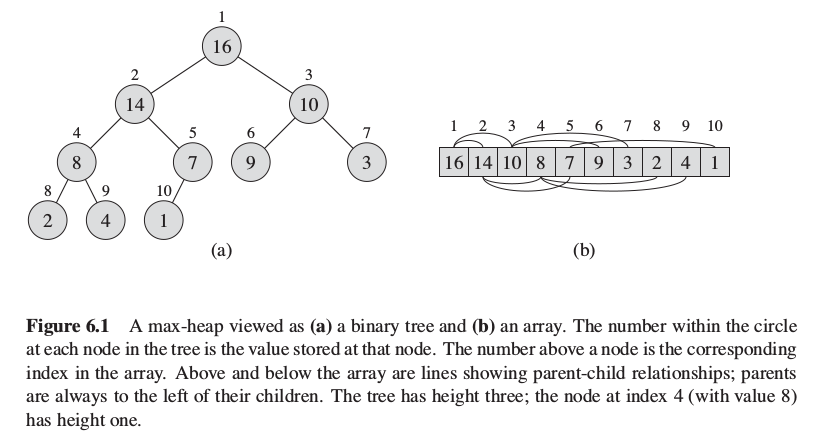 1
16
2
3
14
10
4
5
6
7
8
7
9
3
8
9
10
2
4
1
(a)
1 2 3 4 5 6 7 8 9 10
16 14 10 8 7 9 3 2 4 1
(b)
Figure 6.1 A max-heap viewed as (a) a binary tree and (b) an array. The number within the circle
at each node in the tree is the value stored at that node. The number above a node is the corresponding
index in the array. Above and below the array are lines showing parent-child relationships; parents
are always to the left of their children. The tree has height three; the node at index 4 (with value 8)
has height one.